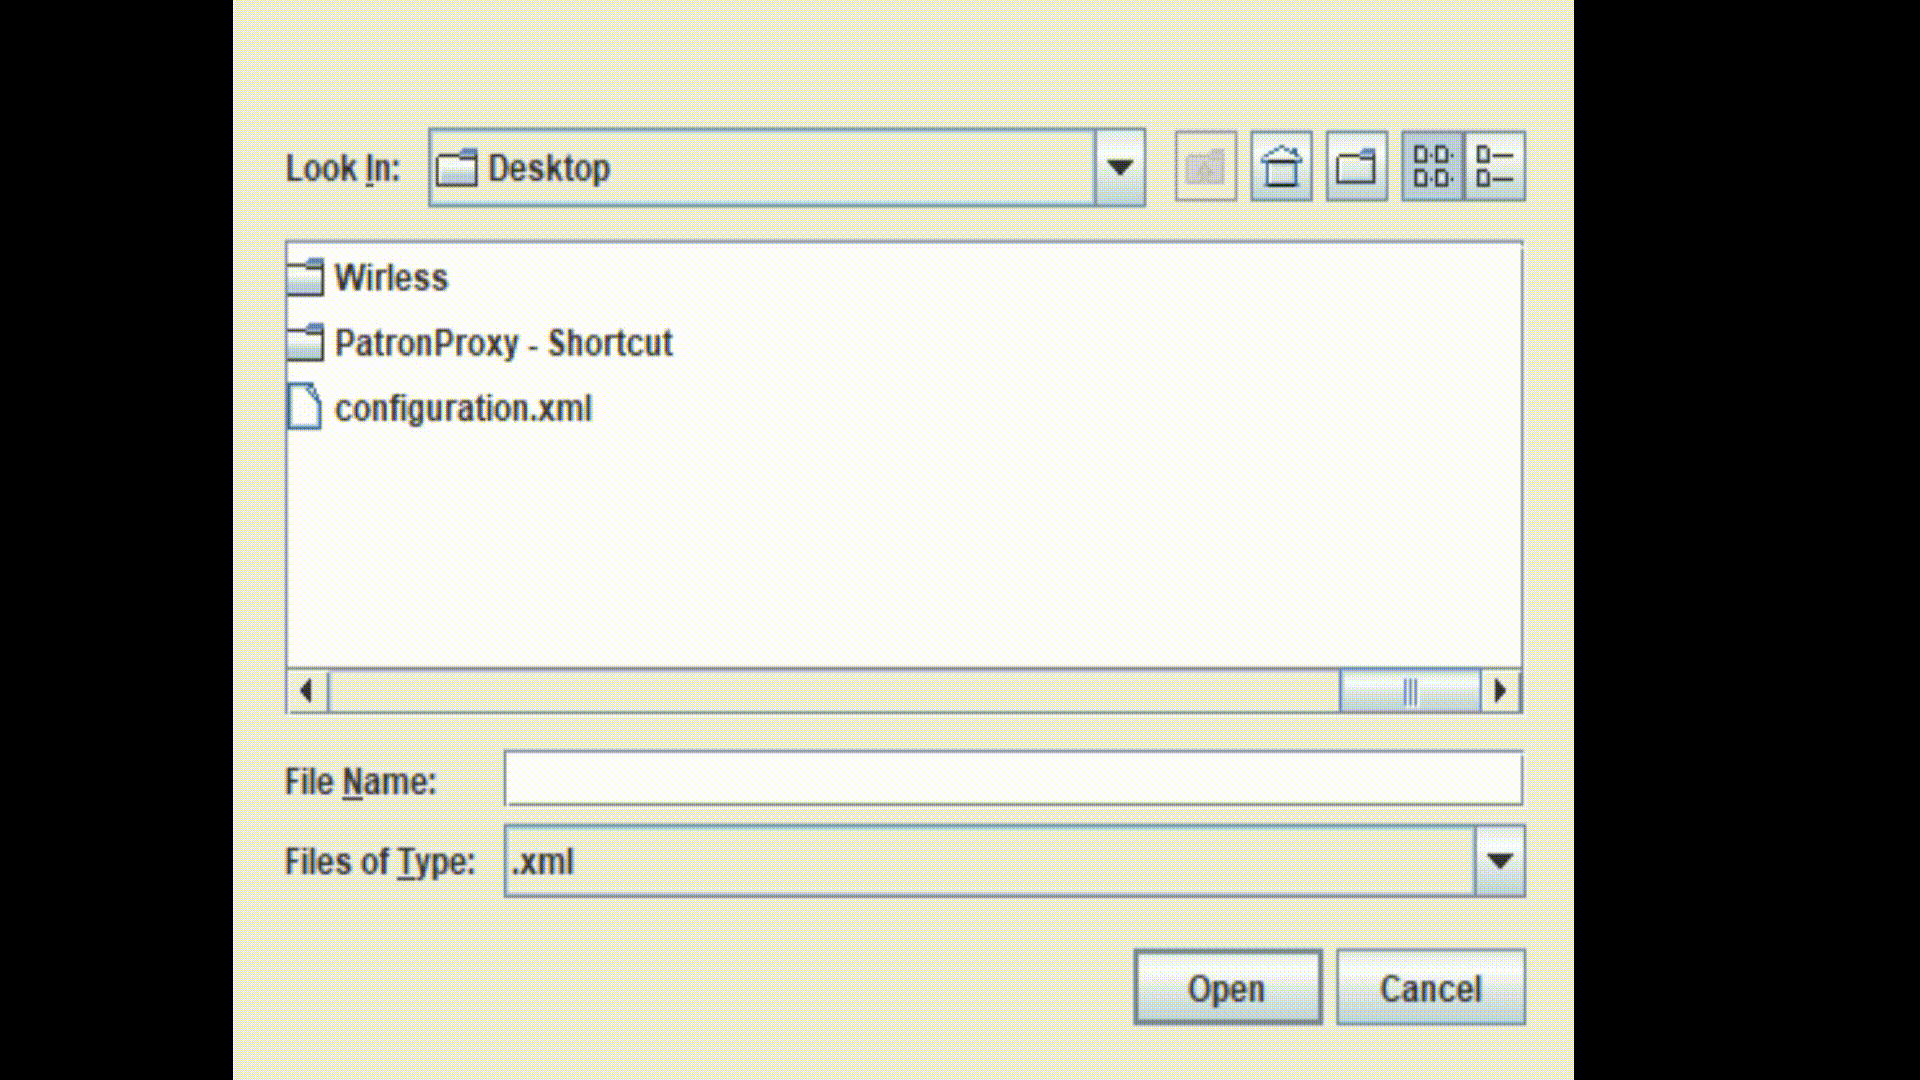 Look In: Desktop
Wirless
PatronProxy - Shortcut
configuration.xml
File Name:
Files of Type: .xml
Open Cancel